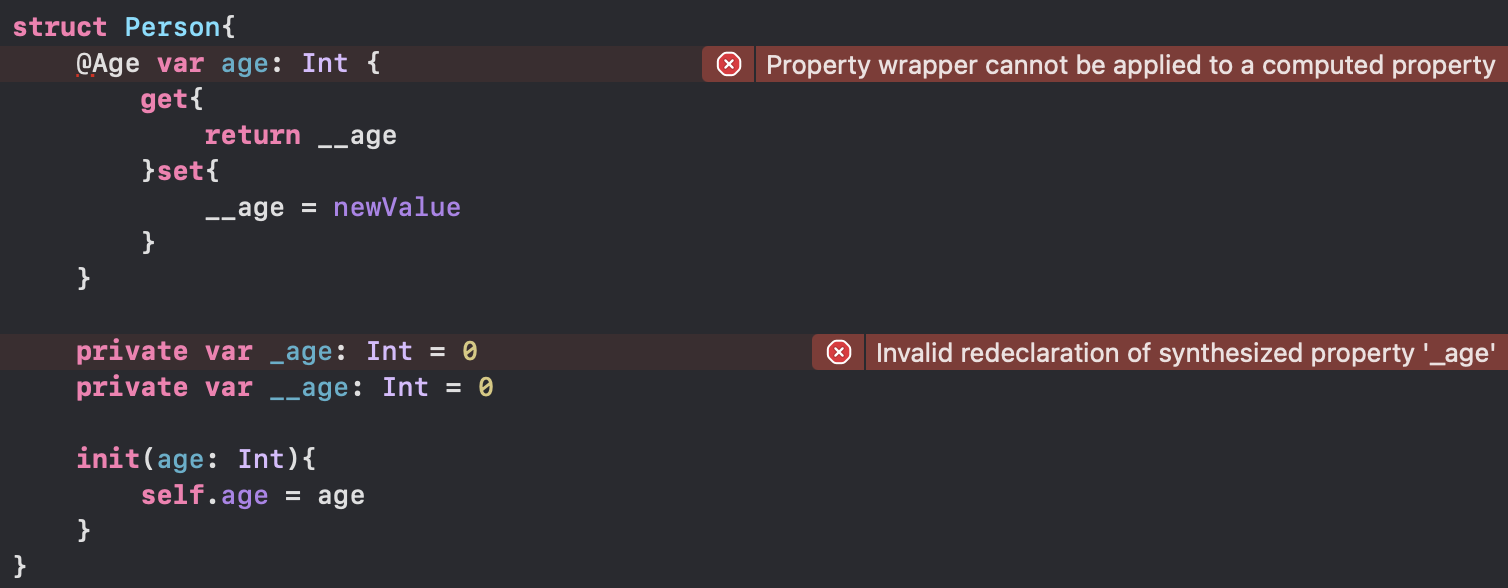 struct Person{
    @Age var age: Int {
Property wrapper cannot be applied to a computed property
        get{
            return __age
        }set{
            __age = newValue
        }
    }
    private var _age: Int = 0
Invalid redeclaration of synthesized property '_age'
    private var __age: Int = 0
    init(age: Int){
        self.age = age
    }
}